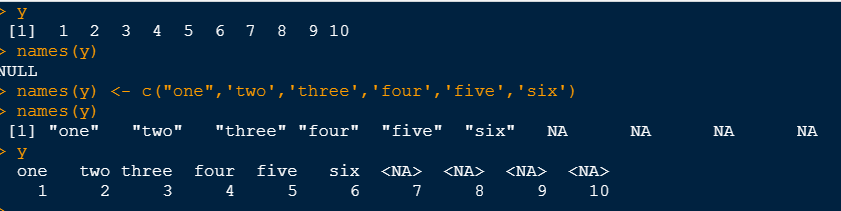 > y
 [1]  1  2  3  4  5  6  7  8  9 10
> names(y)
NULL
> names(y) <- c("one",'two','three','four','five','six')
> names(y)
 [1] "one"   "two"   "three" "four"  "five"  "six"   NA      NA      NA      NA
> y
  one   two three  four  five   six  <NA>  <NA>  <NA>  <NA>
    1     2     3     4     5     6     7     8     9    10
>